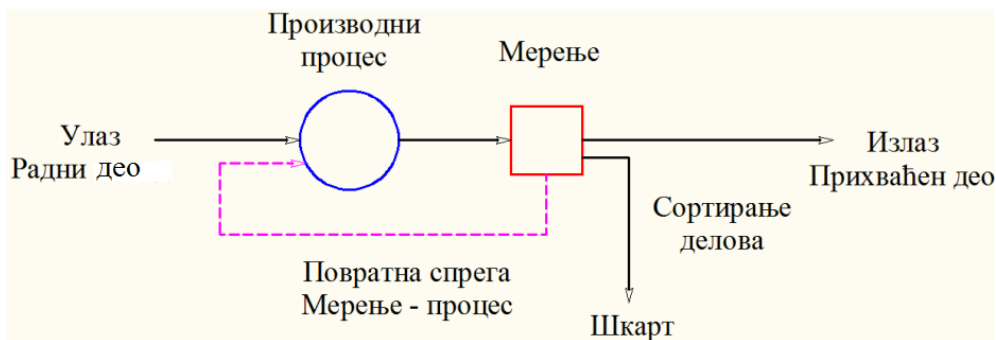 Производни
процес
Мерење
Улаз
Радни део
Излаз
Прихваћен део
Сортирање
делова
Повратна спрега
Мерење - процес
Шкарт